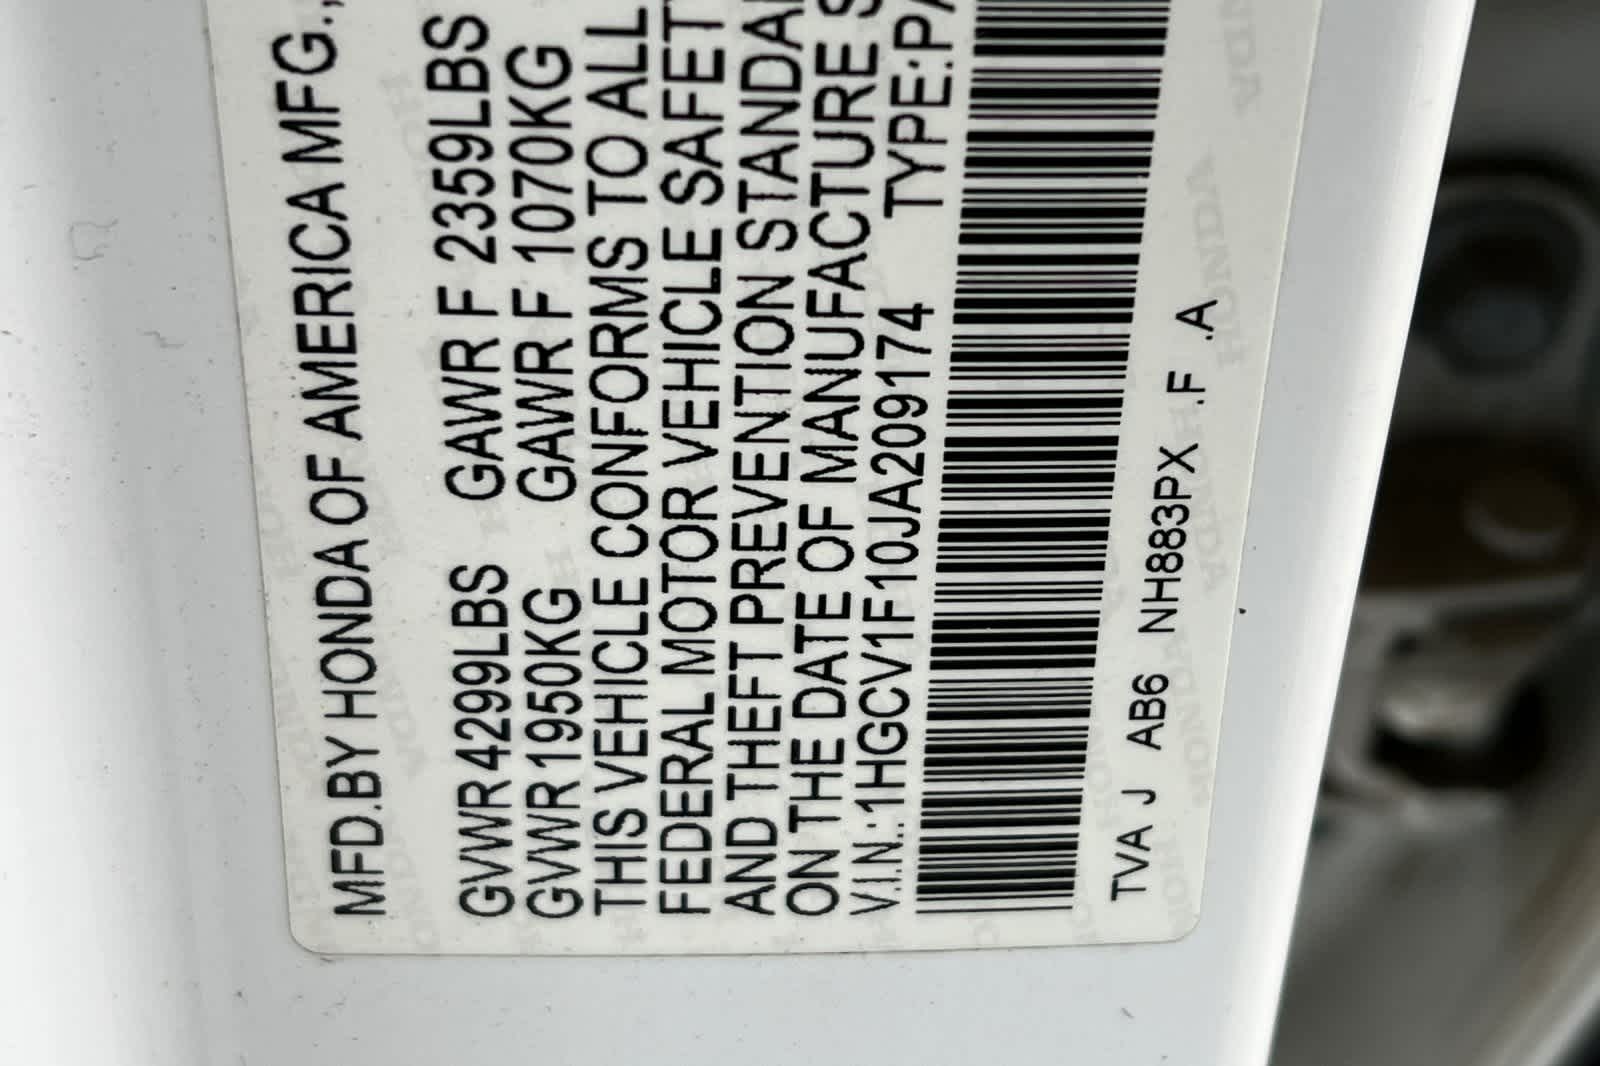 MFD.BY HONDA OF AMERICA MFG.,
GVWR 4299LBS GAWR F 2359LBS
GVWR 1950KG GAWR F 1070KG
THIS VEHICLE CONFORMS TO ALL
FEDERAL MOTOR VEHICLE SAFET
AND THEFT PREVENTION STANDA
ON THE DATE OF MANUFACTURE S
V.I.N.:1HGCV1F10JA209174 TYPE:PA
TVA J AB6 NH883PX .F .A